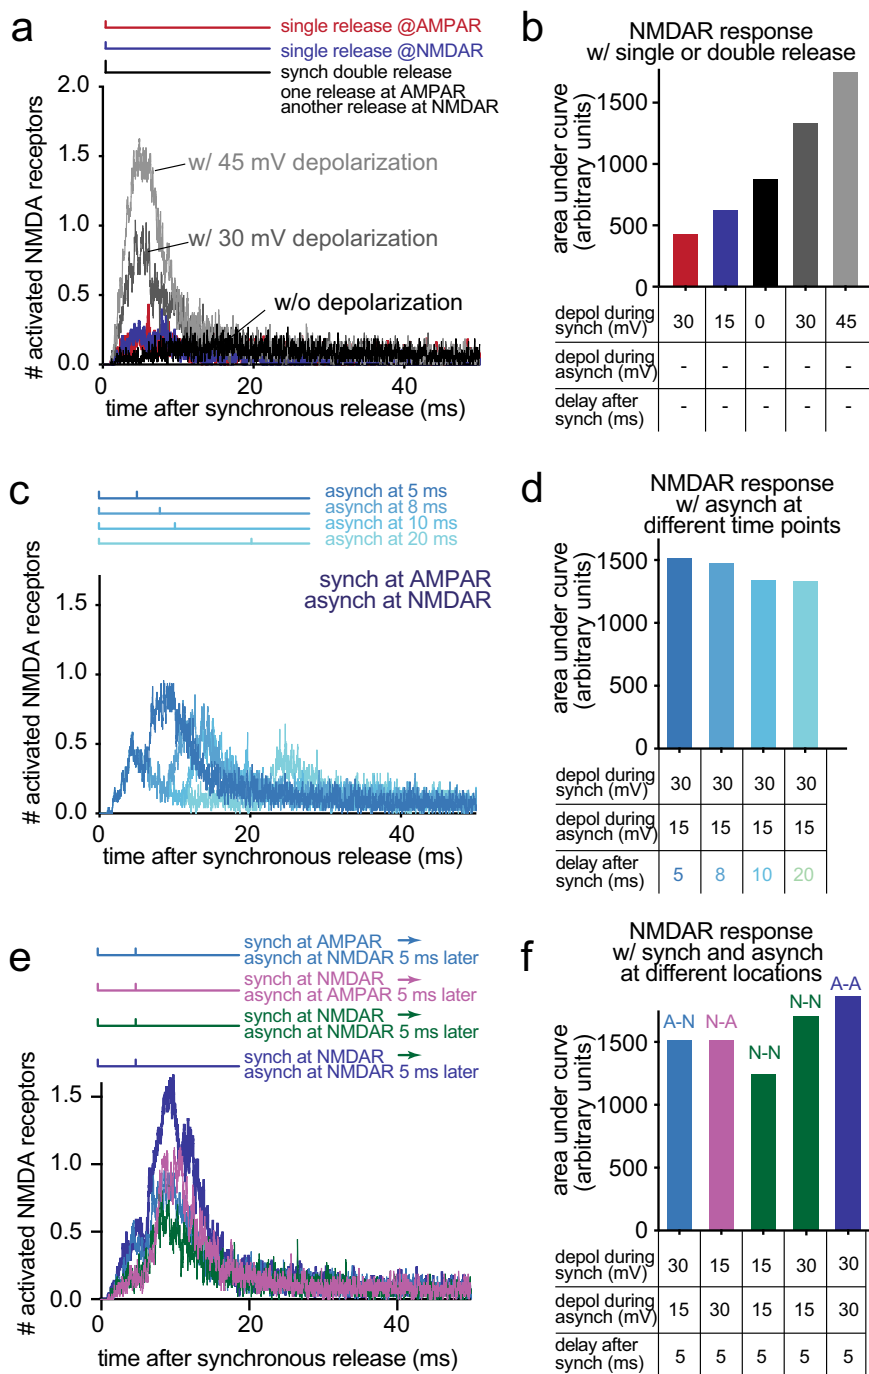 a
single release @AMPAR
single release @NMDAR
synch double release
one release at AMPAR
another release at NMDAR
# activated NMDA receptors
2.0
1.5
1.0
0.5
0.0
w/ 45 mV depolarization
w/ 30 mV depolarization
w/o depolarization
0 20 40
time after synchronous release (ms)
b
NMDAR response
w/ single or double release
area under curve
(arbitrary units)
1500
1000
500
0
depol during
synch (mV)
30 15 0 30 45
depol during
asynch (mV)
- - - - -
delay after
synch (ms)
- - - - -
c
asynch at 5 ms
asynch at 8 ms
asynch at 10 ms
asynch at 20 ms
synch at AMPAR
asynch at NMDAR
# activated NMDA receptors
1.5
1.0
0.5
0.0
0 20 40
time after synchronous release (ms)
d
NMDAR response
w/ asynch at
different time points
area under curve
(arbitrary units)
1500
1000
500
0
depol during
synch (mV)
30 30 30 30
depol during
asynch (mV)
15 15 15 15
delay after
synch (ms)
5 8 10 20
e
synch at AMPAR →
asynch at NMDAR 5 ms later
synch at NMDAR →
asynch at AMPAR 5 ms later
synch at NMDAR →
asynch at NMDAR 5 ms later
synch at NMDAR →
asynch at NMDAR 5 ms later
# activated NMDA receptors
1.5
1.0
0.5
0.0
0 20 40
time after synchronous release (ms)
f
NMDAR response
w/ synch and asynch
at different locations
A-N N-A N-N N-N A-A
area under curve
(arbitrary units)
1500
1000
500
0
depol during
synch (mV)
30 15 15 30 30
depol during
asynch (mV)
15 30 15 15 30
delay after
synch (ms)
5 5 5 5 5